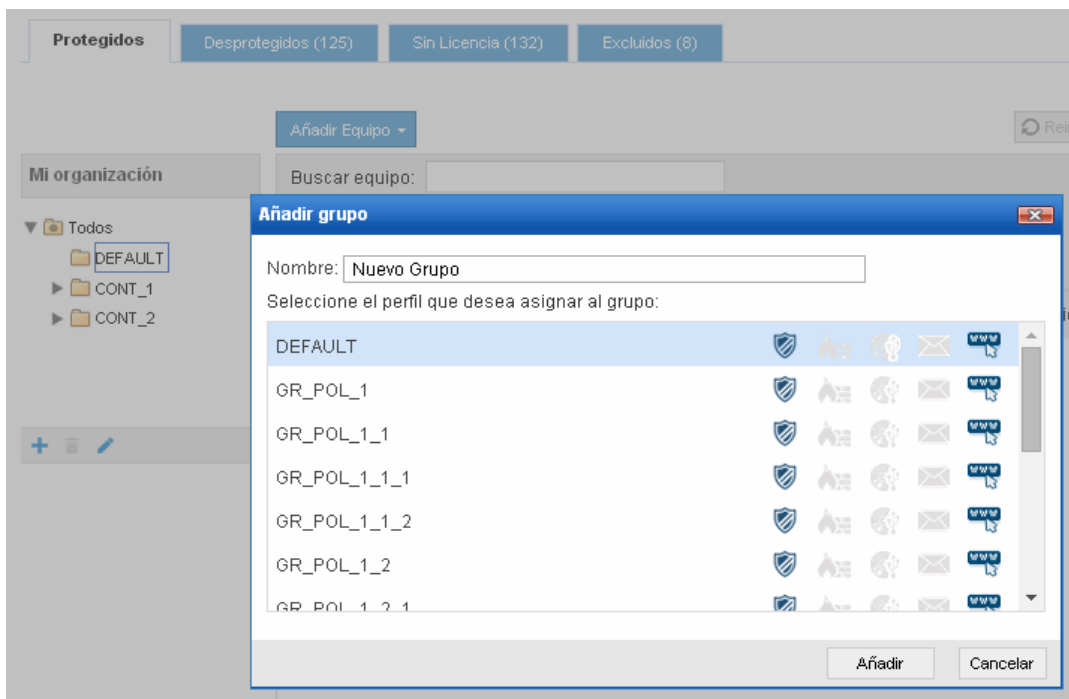 Protegidos
Desprotegidos (125)
Sin Licencia (132)
Excluidos (8)
Añadir Equipo
Mi organización
Buscar equipo:
Todos
DEFAULT
CONT_1
CONT_2
Añadir grupo
Nombre: Nuevo Grupo
Seleccione el perfil que desea asignar al grupo:
DEFAULT
GR_POL_1
GR_POL_1_1
GR_POL_1_1_1
GR_POL_1_1_2
GR_POL_1_2
GR_POL_1_2_1
Añadir
Cancelar